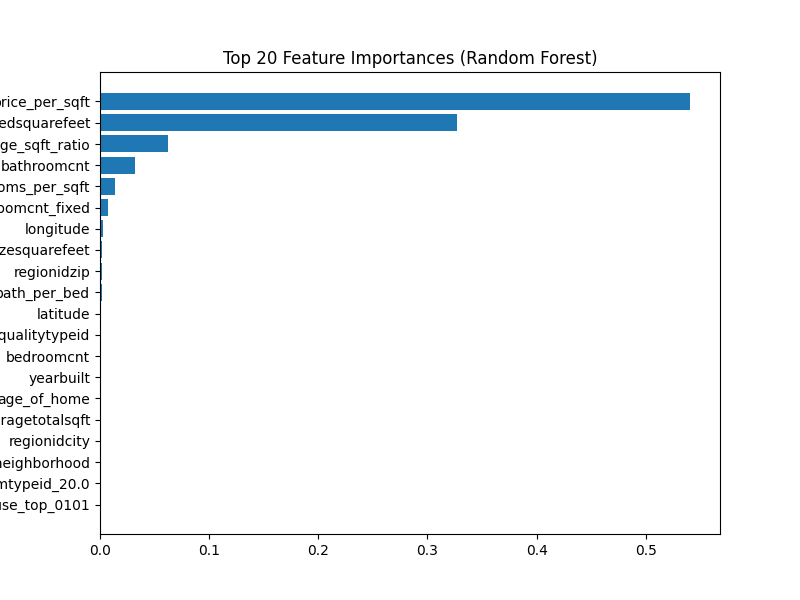 Top 20 Feature Importances (Random Forest)
price_per_sqft
edsquarefeet
ge_sqft_ratio
bathroomcnt
oms_per_sqft
oomcnt_fixed
longitude
zesquarefeet
regionidzip
bath_per_bed
latitude
qualitytypeid
bedroomcnt
yearbuilt
age_of_home
ragetotalsqft
regionidcity
neighborhood
mtypeid_20.0
use_top_0101
0.0 0.1 0.2 0.3 0.4 0.5